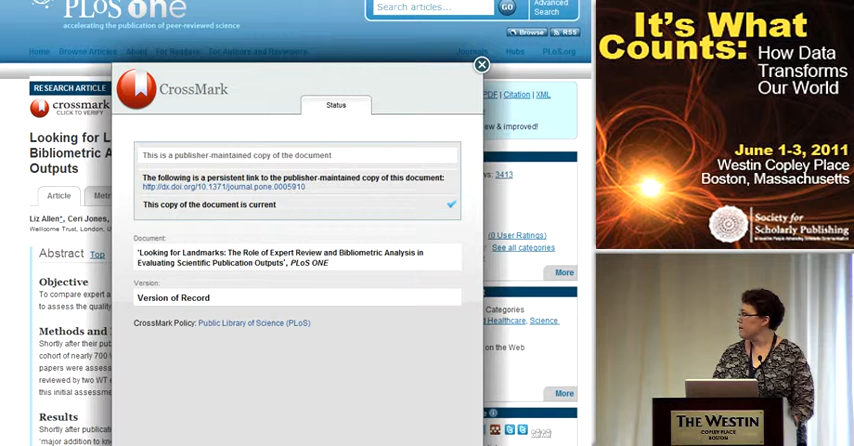 PLoS one
accelerating the publication of peer-reviewed science
Search articles...
GO
Advanced
Search
Browse
RSS
Home Browse Articles About For Readers For Authors and Reviewers
Journals Hubs PLoS.org
RESEARCH ARTICLE
crossmark
CLICK TO VERIFY
Looking for L
Bibliometric A
Outputs
Article Metr
Liz Allen*, Ceri Jones,
Wellcome Trust, London, U
Abstract Top
Objective
To compare expert a
to assess the quality
Methods and
Shortly after their pub
cohort of nearly 700
papers were assess
reviewed by two WT
this initial assessme
Results
Shortly after publicat
'major addition to kn
CrossMark
Status
This is a publisher-maintained copy of the document
The following is a persistent link to the publisher-maintained copy of this document:
http://dx.doi.org/10.1371/journal.pone.0005910
This copy of the document is current
Document:
'Looking for Landmarks: The Role of Expert Review and Bibliometric Analysis in
Evaluating Scientific Publication Outputs', PLoS ONE
Version:
Version of Record
CrossMark Policy: Public Library of Science (PLoS)
PDF | Citation | XML
ew & improved!
ws: 3413
(0 User Ratings)
See all categories
More
Categories
d Healthcare, Science
on the Web
More
It's What
Counts: How Data
Transforms
Our World
June 1-3, 2011
Westin Copley Place
Boston, Massachusetts
Society for
Scholarly Publishing
THE WESTIN
COPLEY PLACE
BOSTON